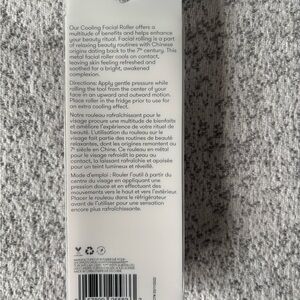 Our Cooling Facial Roller offers a
multitude of benefits and helps enhance
your beauty ritual. Facial rolling is a part
of relaxing beauty routines with Chinese
origins dating back to the 7th century. This
metal facial roller cools on contact,
leaving skin feeling refreshed and
soothed for a bright, awakened
complexion.
Directions: Apply gentle pressure while
rolling the tool from the center of your
face in an upward and outward motion.
Place roller in the fridge prior to use for
an extra cooling effect.
Notre rouleau rafraîchissant pour le
visage procure une multitude de bienfaits
et améliore l'expérience de votre rituel de
beauté. L'utilisation du rouleau sur le
visage fait partie des routines de beauté
relaxantes, dont les origines remontent au
7e siècle en Chine. Ce rouleau en métal
pour le visage refroidit la peau au
contact, la laissant rafraîchie et apaisée
pour un teint lumineux et réveillé.
Mode d'emploi : Rouler l'outil à partir
du centre du visage en appliquant une
pression douce et en effectuant des
mouvements vers le haut et vers l'extérieur.
Placer le rouleau dans le réfrigérateur
avant de l'utiliser pour une sensation
encore plus rafraîchissante.